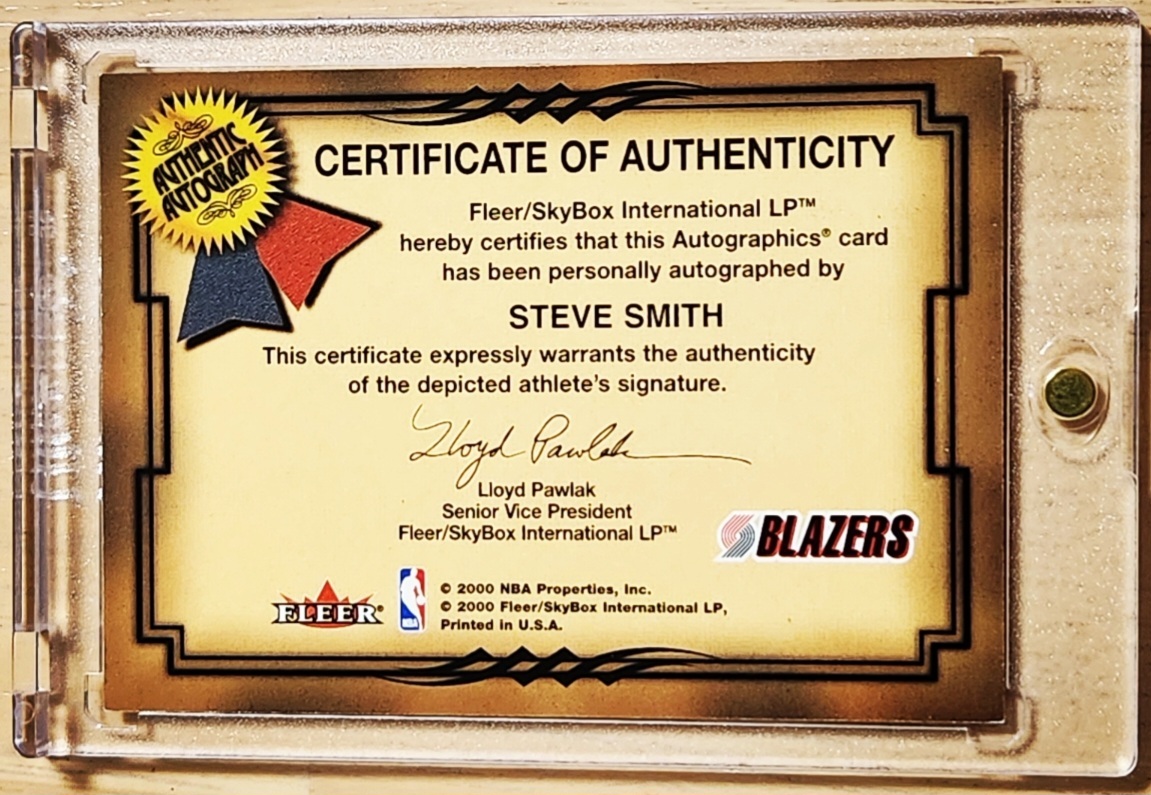 AUTHENTIC
AUTOGRAPH
CERTIFICATE OF AUTHENTICITY
Fleer/SkyBox International LP™
hereby certifies that this Autographics® card
has been personally autographed by
STEVE SMITH
This certificate expressly warrants the authenticity
of the depicted athlete's signature.
Lloyd Pawlak
Lloyd Pawlak
Senior Vice President
Fleer/SkyBox International LP™
BLAZERS
FLEER®
NBA
© 2000 NBA Properties, Inc.
© 2000 Fleer/SkyBox International LP,
Printed in U.S.A.